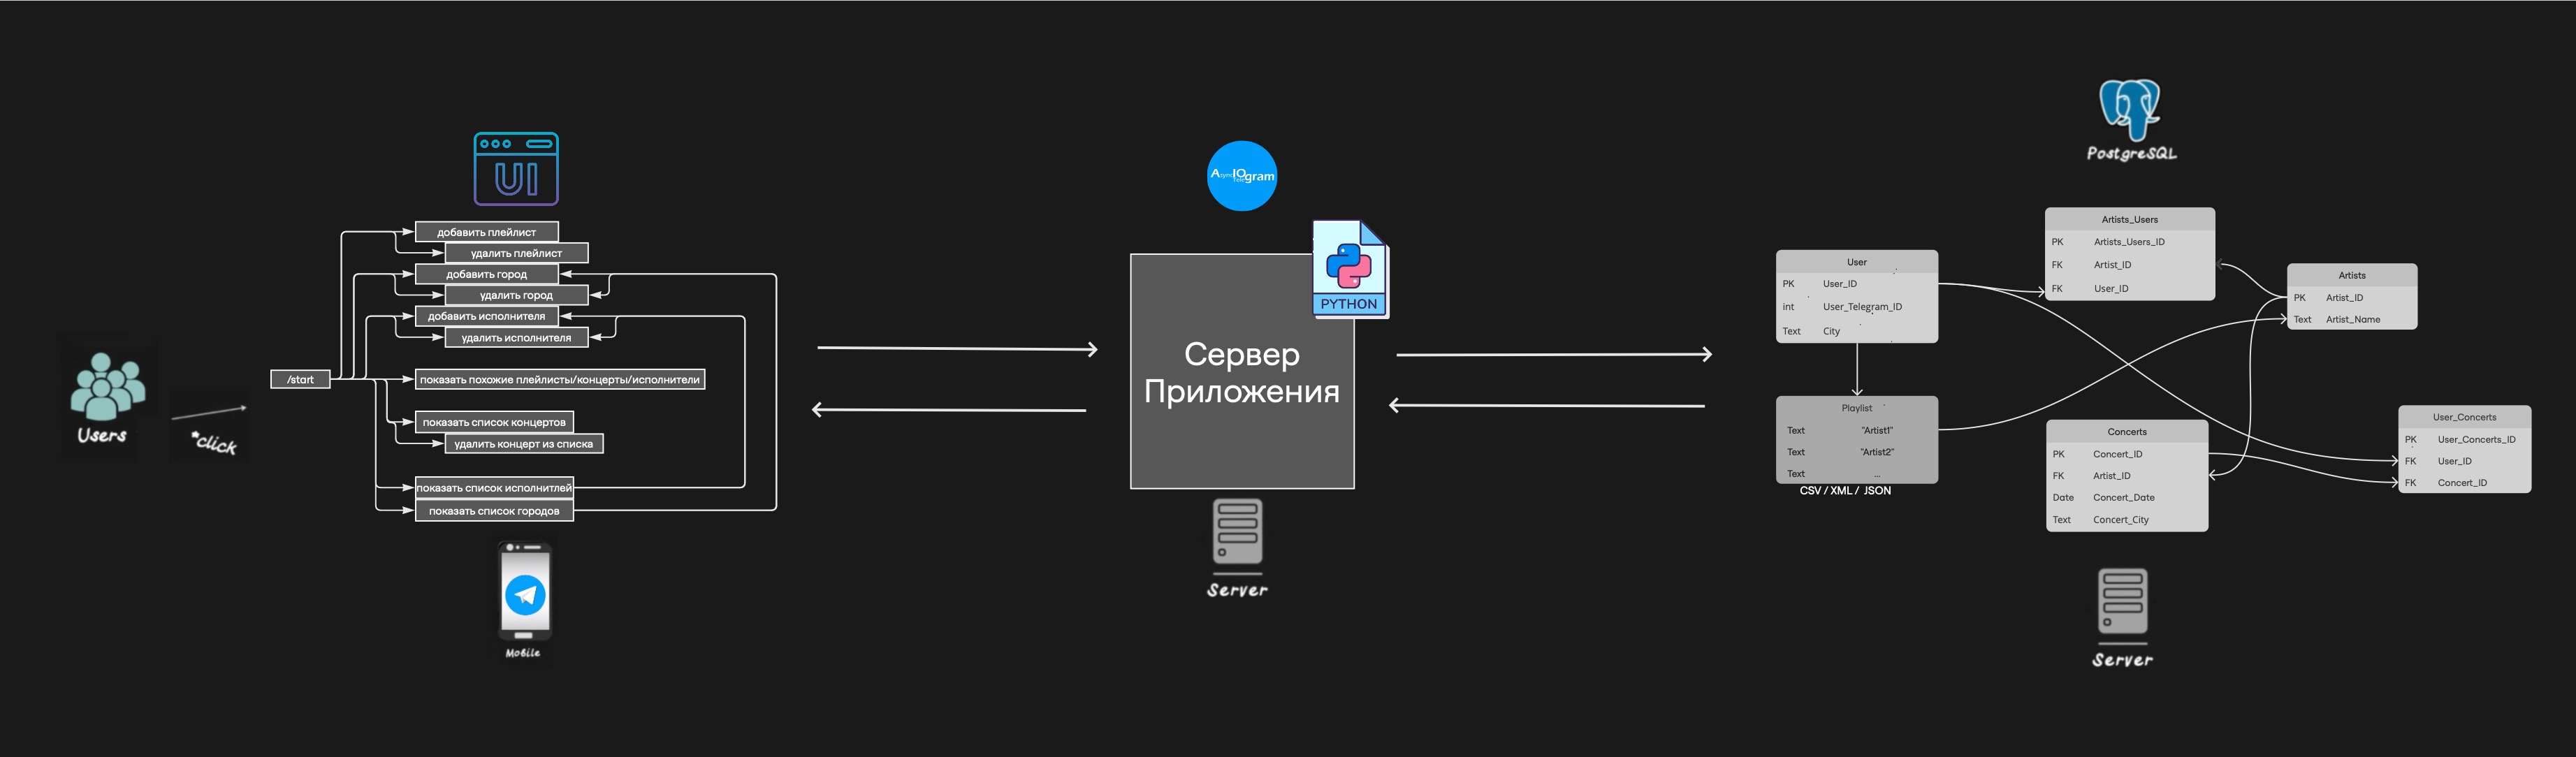 Users
*click
/start
UI
добавить плейлист
удалить плейлист
добавить город
удалить город
добавить исполнителя
удалить исполнителя
показать похожие плейлисты/концерты/исполнители
показать список концертов
удалить концерт из списка
показать список исполнитлей
показать список городов
Mobile
AsyncIOgram
Tele
PYTHON
Сервер
Приложения
Server
PostgreSQL
User
PK User_ID
int User_Telegram_ID
Text City
Playlist
Text "Artist1"
Text "Artist2"
Text ...
CSV / XML / JSON
Artists_Users
PK Artists_Users_ID
FK Artist_ID
FK User_ID
Artists
PK Artist_ID
Text Artist_Name
Concerts
PK Concert_ID
FK Artist_ID
Date Concert_Date
Text Concert_City
User_Concerts
PK User_Concerts_ID
FK User_ID
FK Concert_ID
Server